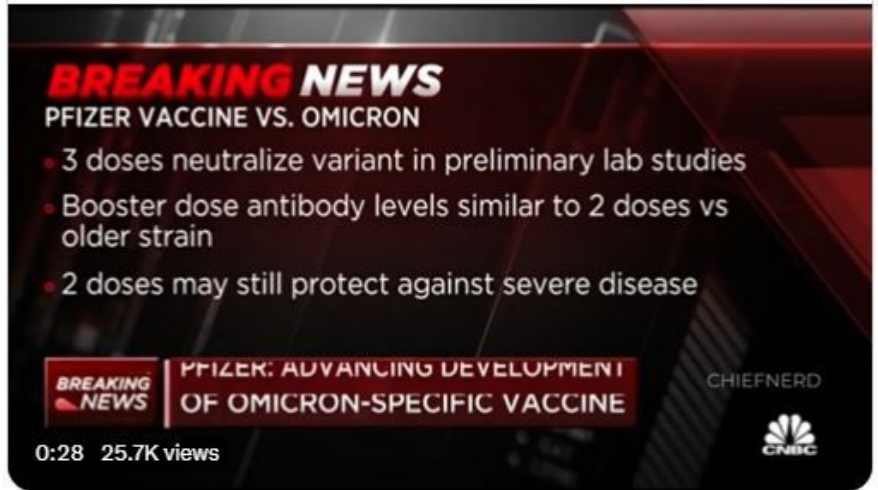 BREAKING NEWS
PFIZER VACCINE VS. OMICRON
3 doses neutralize variant in preliminary lab studies
Booster dose antibody levels similar to 2 doses vs
older strain
2 doses may still protect against severe disease
BREAKING NEWS
PFIZER: ADVANCING DEVELOPMENT
OF OMICRON-SPECIFIC VACCINE
CHIEFNERD
CNBC
0:28 25.7K views